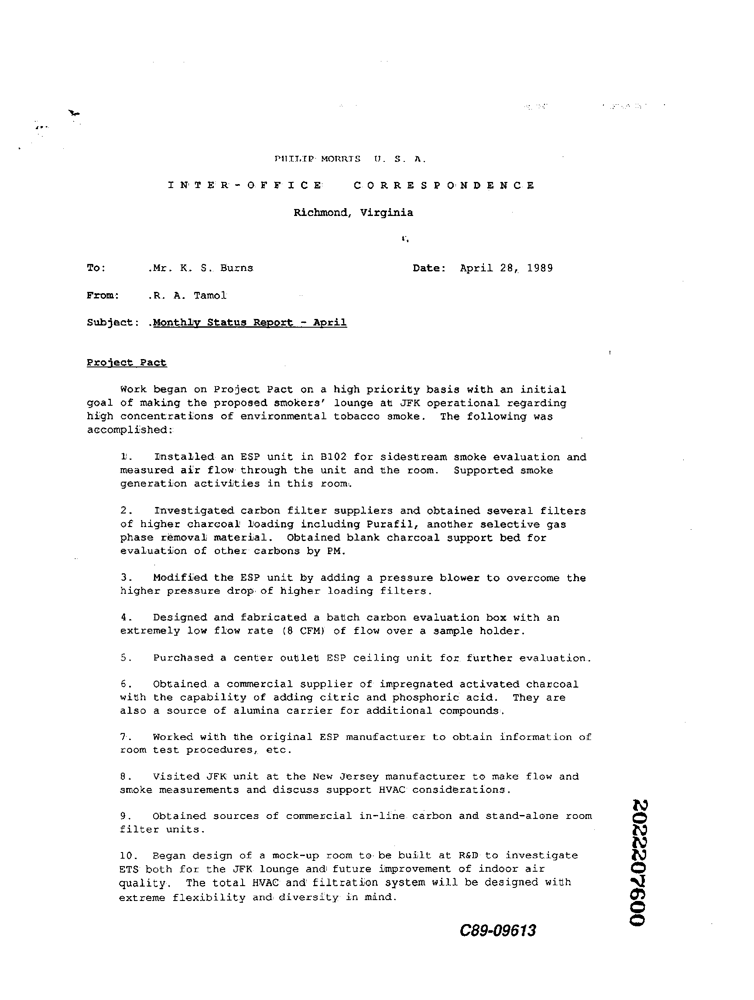 PHILIP MORRIS U. S. A.
INTER-OFFICE CORRESPONDENCE
Richmond, Virginia
To: .Mr. K. S. Burns Date: April 28, 1989
From: .R. A. Tamol
Subject: .Monthly Status Report - April
Project Pact
Work began on Project Pact on a high priority basis with an initial
goal of making the proposed smokers' lounge at JFK operational regarding
high concentrations of environmental tobacco smoke. The following was
accomplished:
1. Installed an ESP unit in B102 for sidestream smoke evaluation and
measured air flow through the unit and the room. Supported smoke
generation activities in this room.
2. Investigated carbon filter suppliers and obtained several filters
of higher charcoal loading including Purafil, another selective gas
phase removal material. Obtained blank charcoal support bed for
evaluation of other carbons by PM.
3. Modified the ESP unit by adding a pressure blower to overcome the
higher pressure drop of higher loading filters.
4. Designed and fabricated a batch carbon evaluation box with an
extremely low flow rate (8 CFM) of flow over a sample holder.
5. Purchased a center outlet ESP ceiling unit for further evaluation.
6. Obtained a commercial supplier of impregnated activated charcoal
with the capability of adding citric and phosphoric acid. They are
also a source of alumina carrier for additional compounds.
7. Worked with the original ESP manufacturer to obtain information of
room test procedures, etc.
8. Visited JFK unit at the New Jersey manufacturer to make flow and
smoke measurements and discuss support HVAC considerations.
9. Obtained sources of commercial in-line carbon and stand-alone room
filter units.
10. Began design of a mock-up room to be built at R&D to investigate
ETS both for the JFK lounge and future improvement of indoor air
quality. The total HVAC and filtration system will be designed with
extreme flexibility and diversity in mind.
C89-09613
2022207600